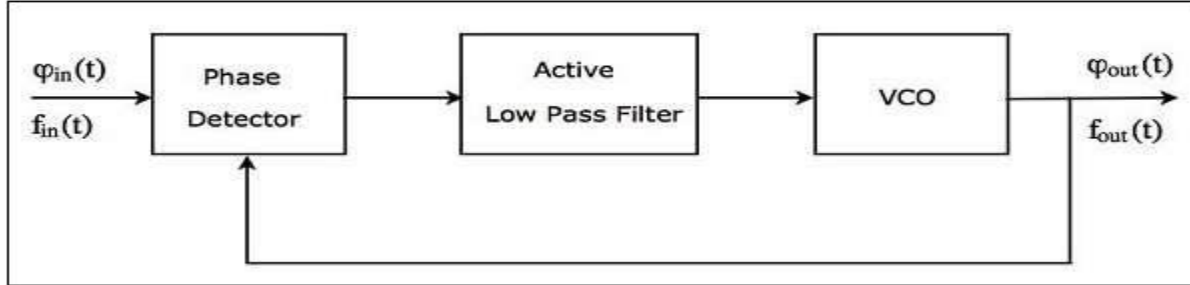 φin(t)
fin(t)
Phase
Detector
Active
Low Pass Filter
VCO
φout(t)
fout(t)